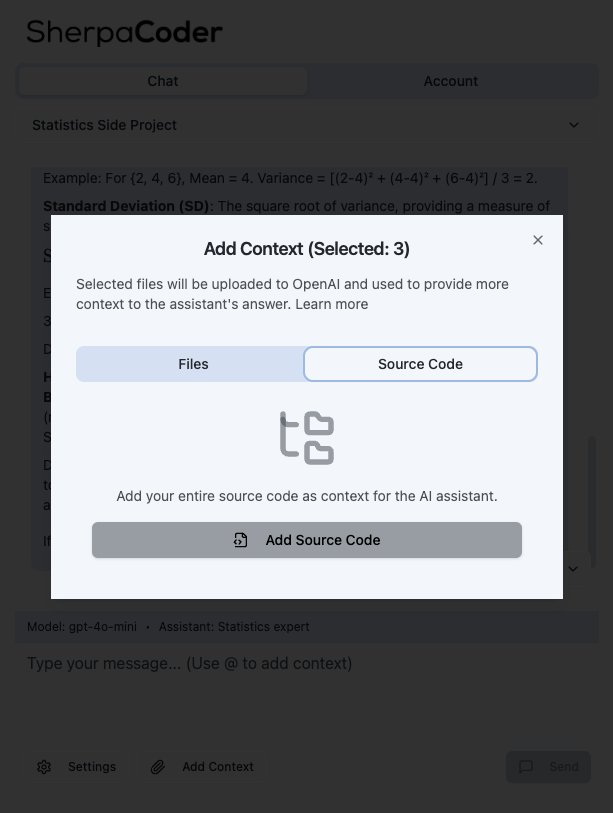 SherpaCoder
Chat
Account
Statistics Side Project
Example: For {2, 4, 6}, Mean = 4. Variance = [(2-4)² + (4-4)² + (6-4)²] / 3 = 2.
Standard Deviation (SD): The square root of variance, providing a measure of
Add Context (Selected: 3)
Selected files will be uploaded to OpenAI and used to provide more
context to the assistant's answer. Learn more
Files
Source Code
Add your entire source code as context for the AI assistant.
Add Source Code
Model: gpt-4o-mini • Assistant: Statistics expert
Type your message... (Use @ to add context)
Settings
Add Context
Send